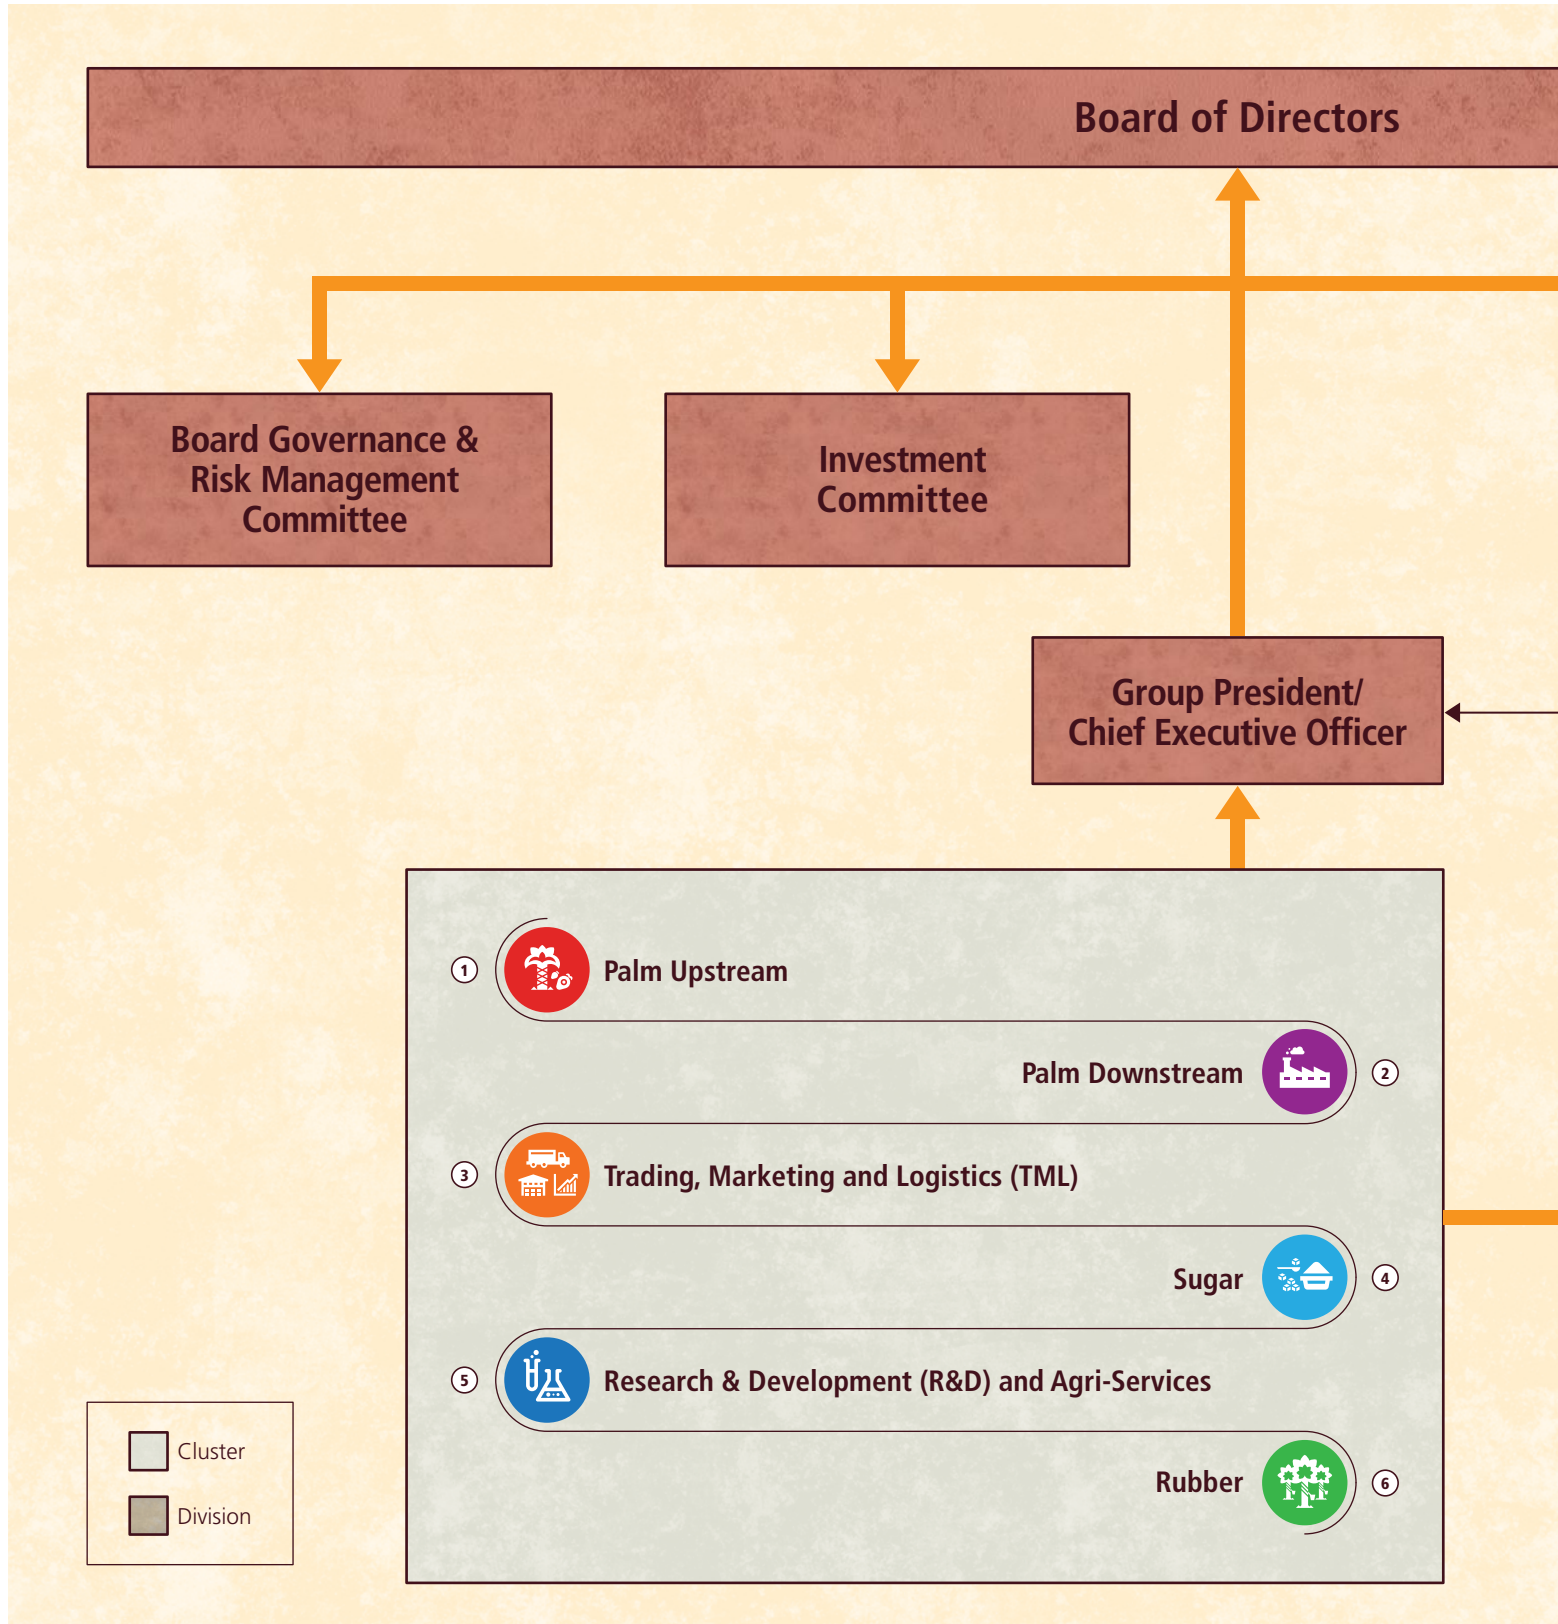 Board of Directors
Board Governance &
Risk Management
Committee
Investment
Committee
Group President/
Chief Executive Officer
1
Palm Upstream
Palm Downstream
2
3
Trading, Marketing and Logistics (TML)
Sugar
4
5
Research & Development (R&D) and Agri-Services
Rubber
6
Cluster
Division